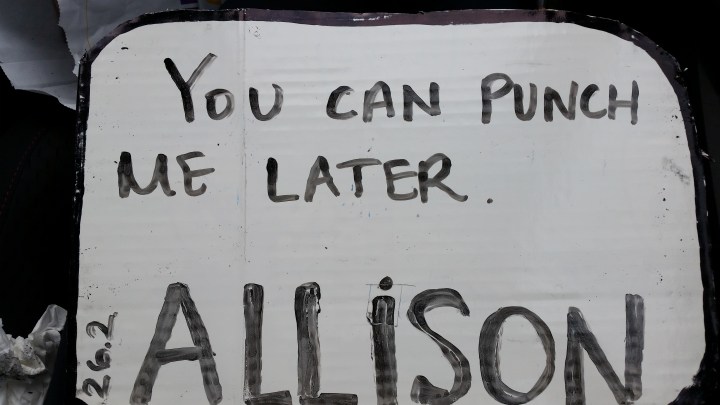 YOU CAN PUNCH
ME LATER.
ALLiSON
26.2